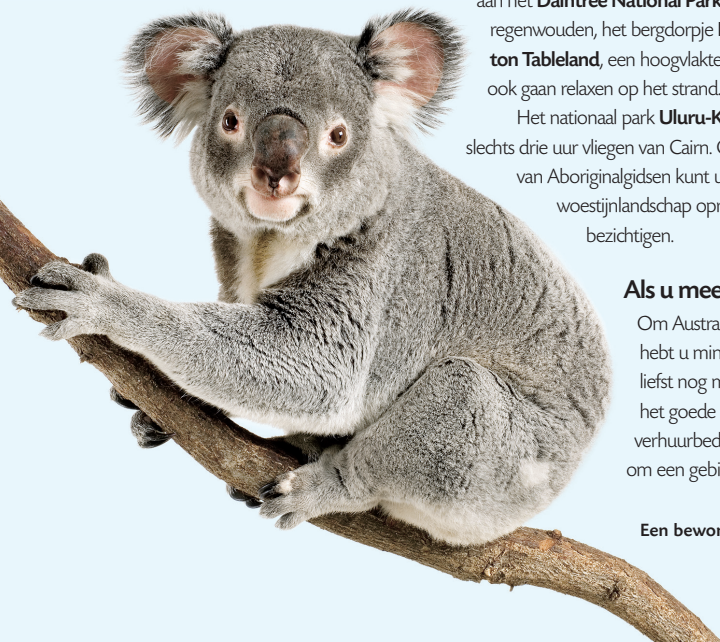 aan het Daintree National Park
regenwouden, het bergdorpje
ton Tableland, een hoogvlakte
ook gaan relaxen op het strand.
Het nationaal park Uluru-K
slechts drie uur vliegen van Cairn.
van Aboriginalgidsen kunt u
woestijnlandschap opn
bezichtigen.
Als u mee
Om Austra
hebt u min
liefst nog m
het goede
verhuurbed
om een gebi
Een bewon